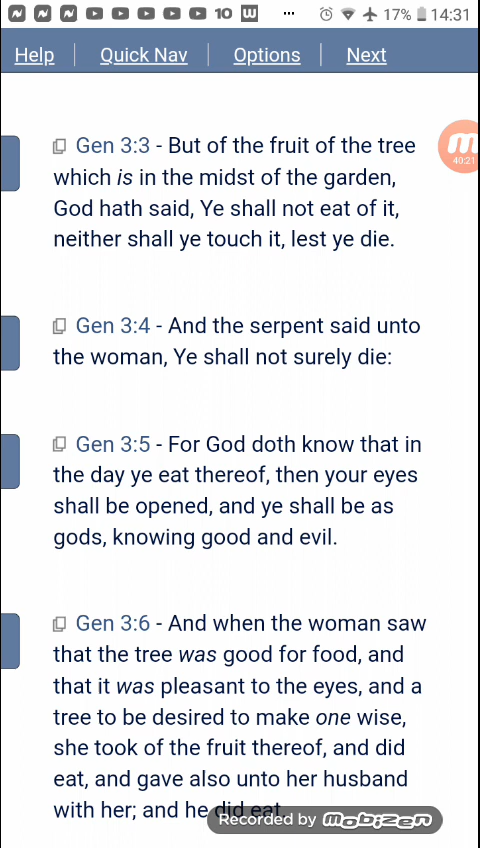 10 W ... 17% 14:31
Help Quick Nav Options Next
40:21
Gen 3:3 - But of the fruit of the tree
which is in the midst of the garden,
God hath said, Ye shall not eat of it,
neither shall ye touch it, lest ye die.
Gen 3:4 - And the serpent said unto
the woman, Ye shall not surely die:
Gen 3:5 - For God doth know that in
the day ye eat thereof, then your eyes
shall be opened, and ye shall be as
gods, knowing good and evil.
Gen 3:6 - And when the woman saw
that the tree was good for food, and
that it was pleasant to the eyes, and a
tree to be desired to make one wise,
she took of the fruit thereof, and did
eat, and gave also unto her husband
with her; and he did eat
Recorded by mobizen